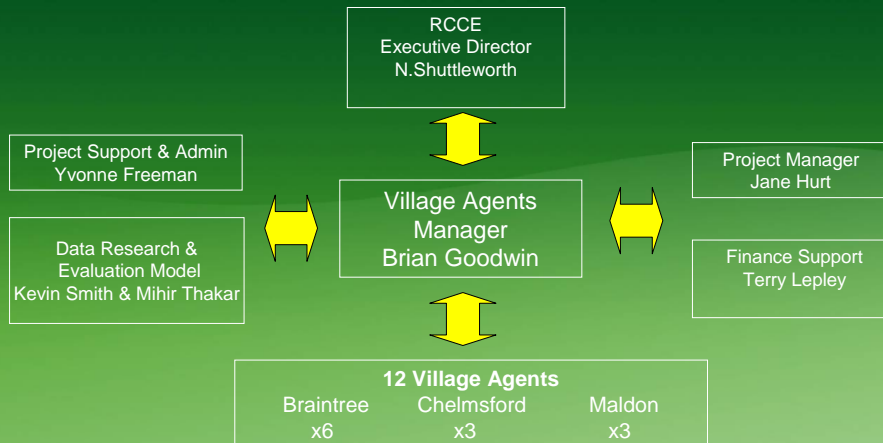 RCCE
Executive Director
N.Shuttleworth
Project Support & Admin
Yvonne Freeman
Data Research &
Evaluation Model
Kevin Smith & Mihir Thakar
Village Agents
Manager
Brian Goodwin
Project Manager
Jane Hurt
Finance Support
Terry Lepley
12 Village Agents
Braintree Chelmsford Maldon
x6 x3 x3